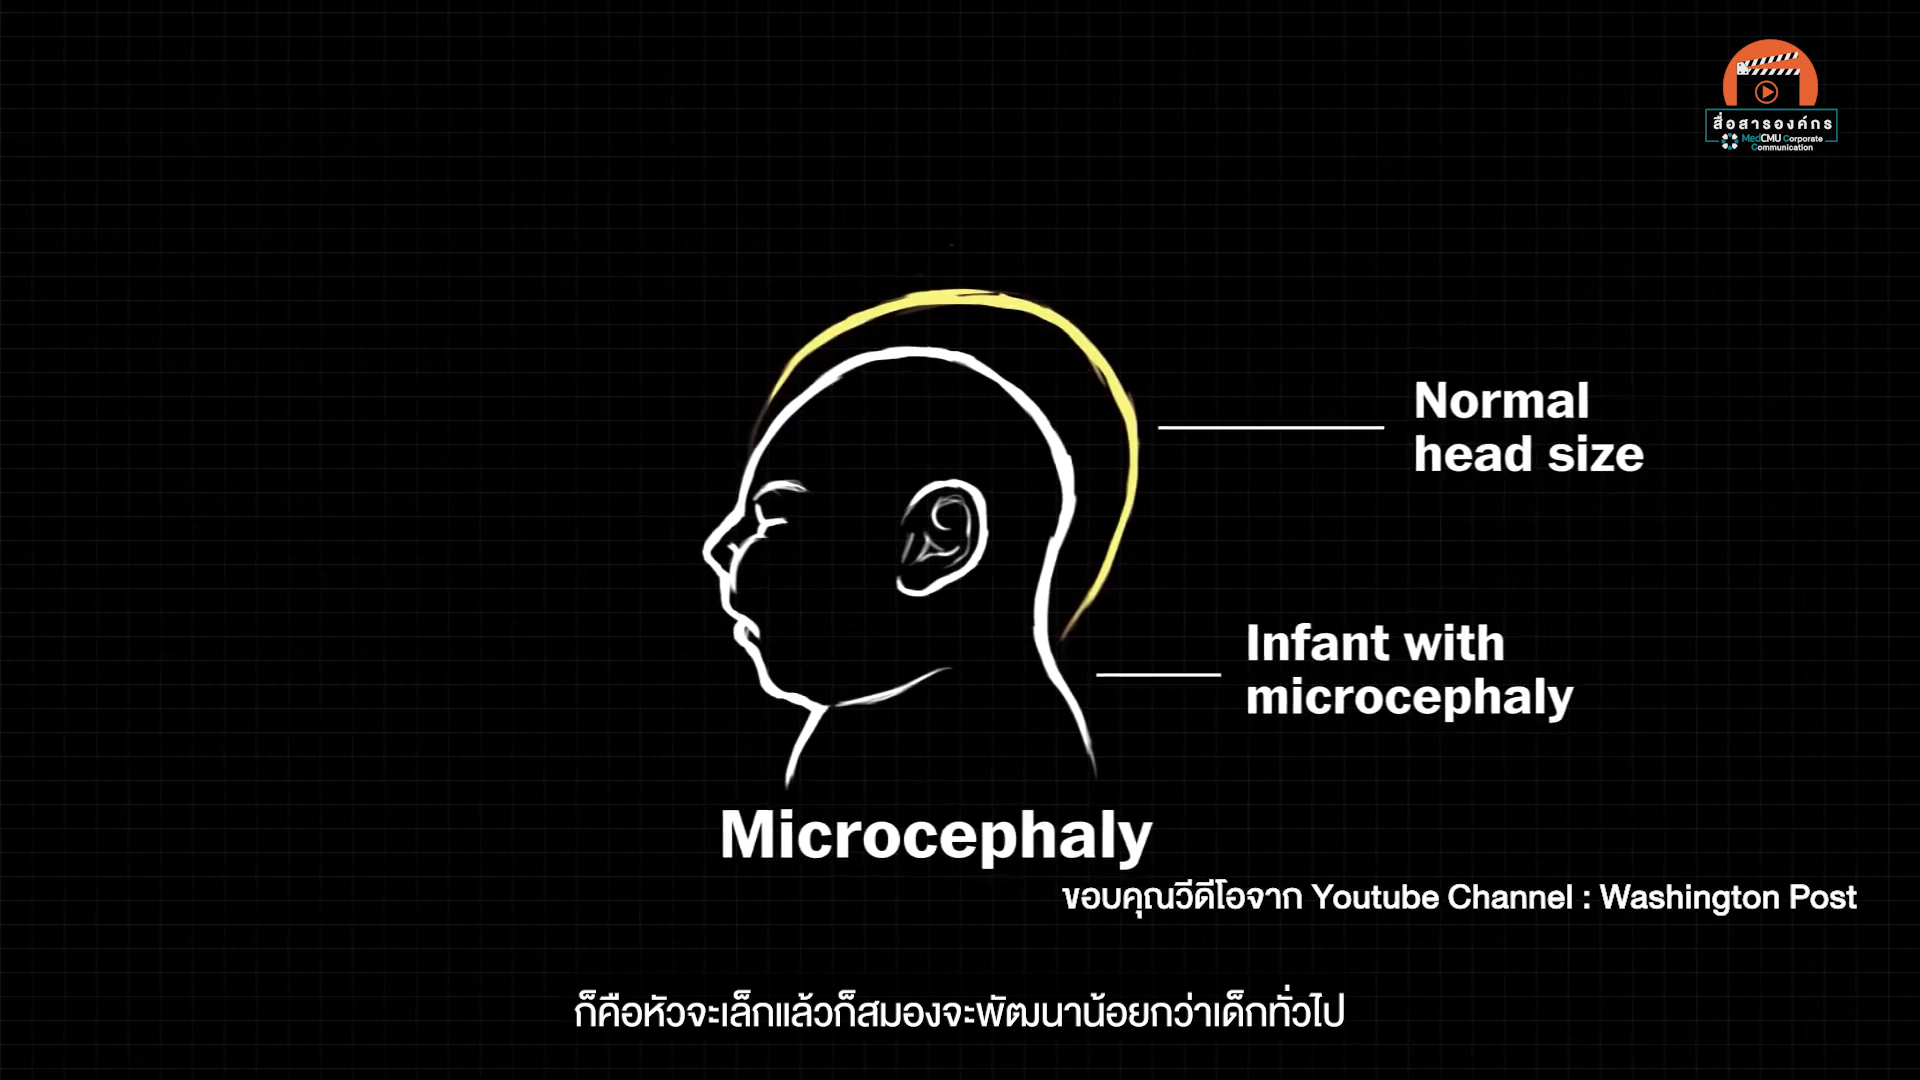 สื่อสารองค์กร
MedCMU Corporate
Communication
Normal
head size
Infant with
microcephaly
Microcephaly
ขอบคุณวีดีโอจาก Youtube Channel : Washington Post
ก็คือหัวจะเล็กแล้วก็สมองจะพัฒนาน้อยกว่าเด็กทั่วไป